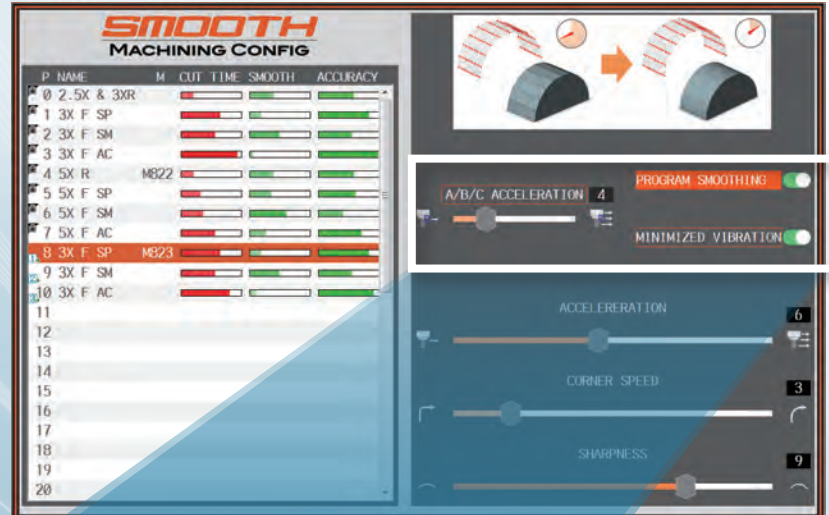 SMOOTH
MACHINING CONFIG
P NAME M CUT TIME SMOOTH ACCURACY
0 2.5X & 3XR
1 3X F SP
2 3X F SM
3 3X F AC
4 5X R M822
5 5X F SP
6 5X F SM
7 5X F AC
8 3X F SP M823
9 3X F SM
10 3X F AC
11
12
13
14
15
16
17
18
19
20
A/B/C ACCELERATION 4
PROGRAM SMOOTHING
MINIMIZED VIBRATION
ACCELERERATION
6
CORNER SPEED
3
SHARPNESS
9